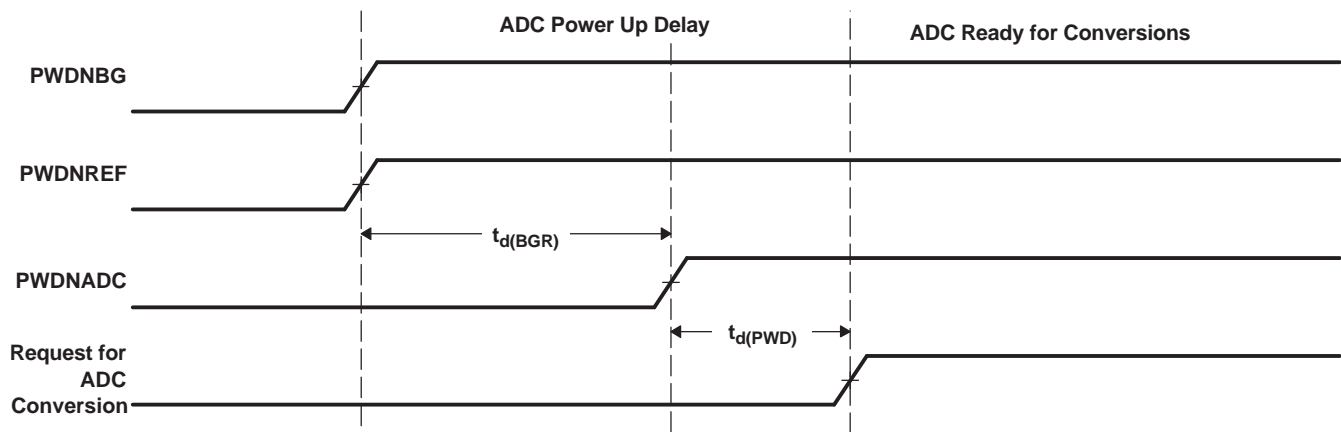 ADC Power Up Delay
ADC Ready for Conversions
PWDNBG
PWDNREF
td(BGR)
PWDNADC
td(PWD)
Request for
ADC
Conversion